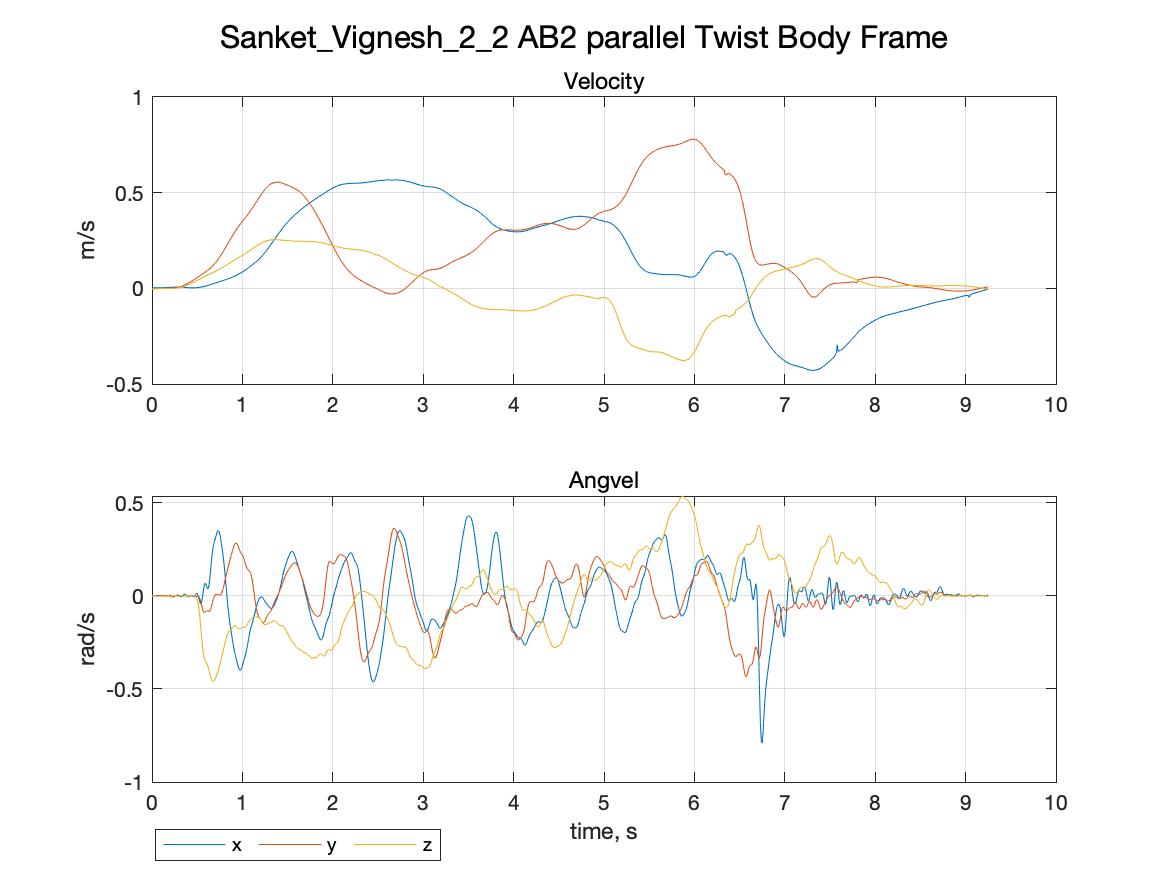 Sanket_Vignesh_2_2 AB2 parallel Twist Body Frame
Velocity
1
0.5
0
-0.5
m/s
0 1 2 3 4 5 6 7 8 9 10
Angvel
0.5
0
-0.5
-1
rad/s
0 1 2 3 4 5 6 7 8 9 10
time, s
x y z